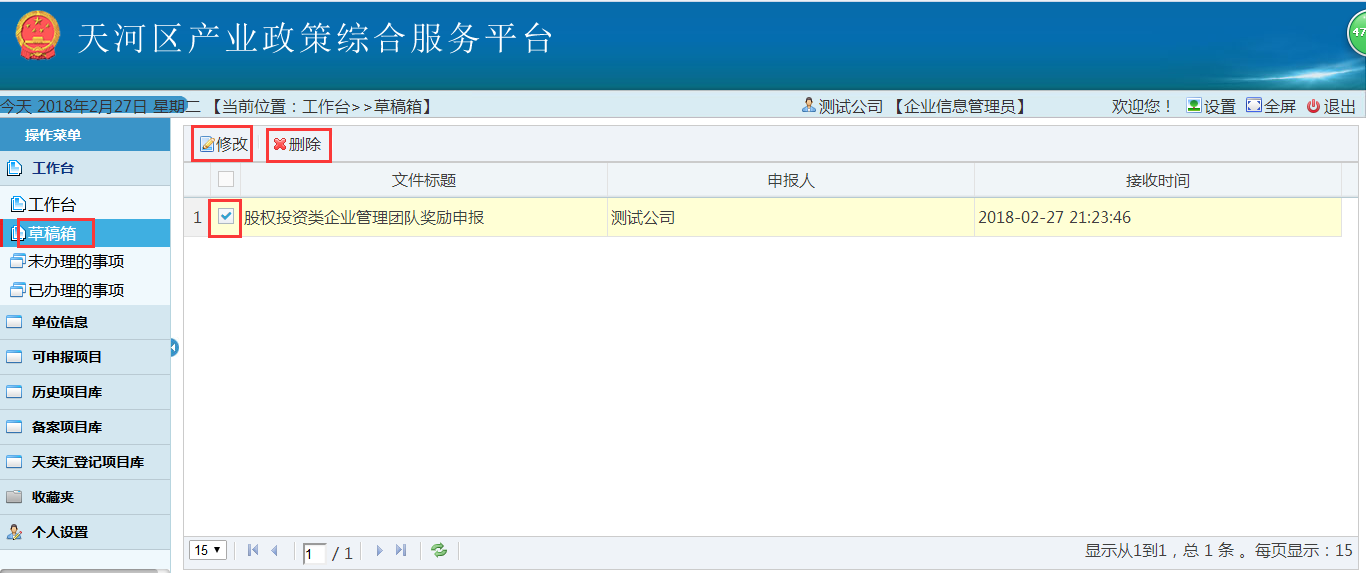 天河区产业政策综合服务平台
47
今天 2018年2月27日 星期二 【当前位置：工作台>>草稿箱】 测试公司 【企业信息管理员】 欢迎您！ 设置 全屏 退出
操作菜单
工作台
工作台
草稿箱
未办理的事项
已办理的事项
单位信息
可申报项目
历史项目库
备案项目库
天英汇登记项目库
收藏夹
个人设置
修改 删除
文件标题 申报人 接收时间
1 股权投资类企业管理团队奖励申报 测试公司 2018-02-27 21:23:46
15 1 / 1 显示从1到1，总 1 条 。每页显示：15